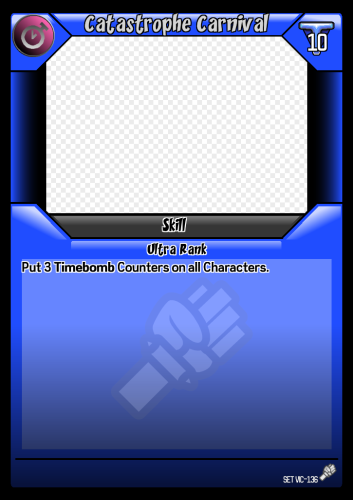 Catastrophe Carnival
10
Skill
Ultra Rank
Put 3 Timebomb Counters on all Characters.
SET VIC-136